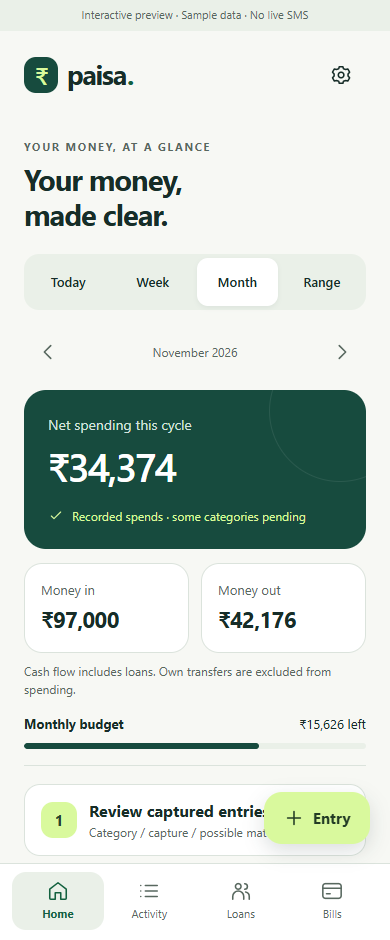 Interactive preview · Sample data · No live SMS
₹ paisa.
YOUR MONEY, AT A GLANCE
Your money,
made clear.
Today Week Month Range
November 2026
Net spending this cycle
₹34,374
Recorded spends · some categories pending
Money in Money out
₹97,000 ₹42,176
Cash flow includes loans. Own transfers are excluded from
spending.
Monthly budget ₹15,626 left
1 Review captured entries
Category / capture / possible
Entry
Home Activity Loans Bills